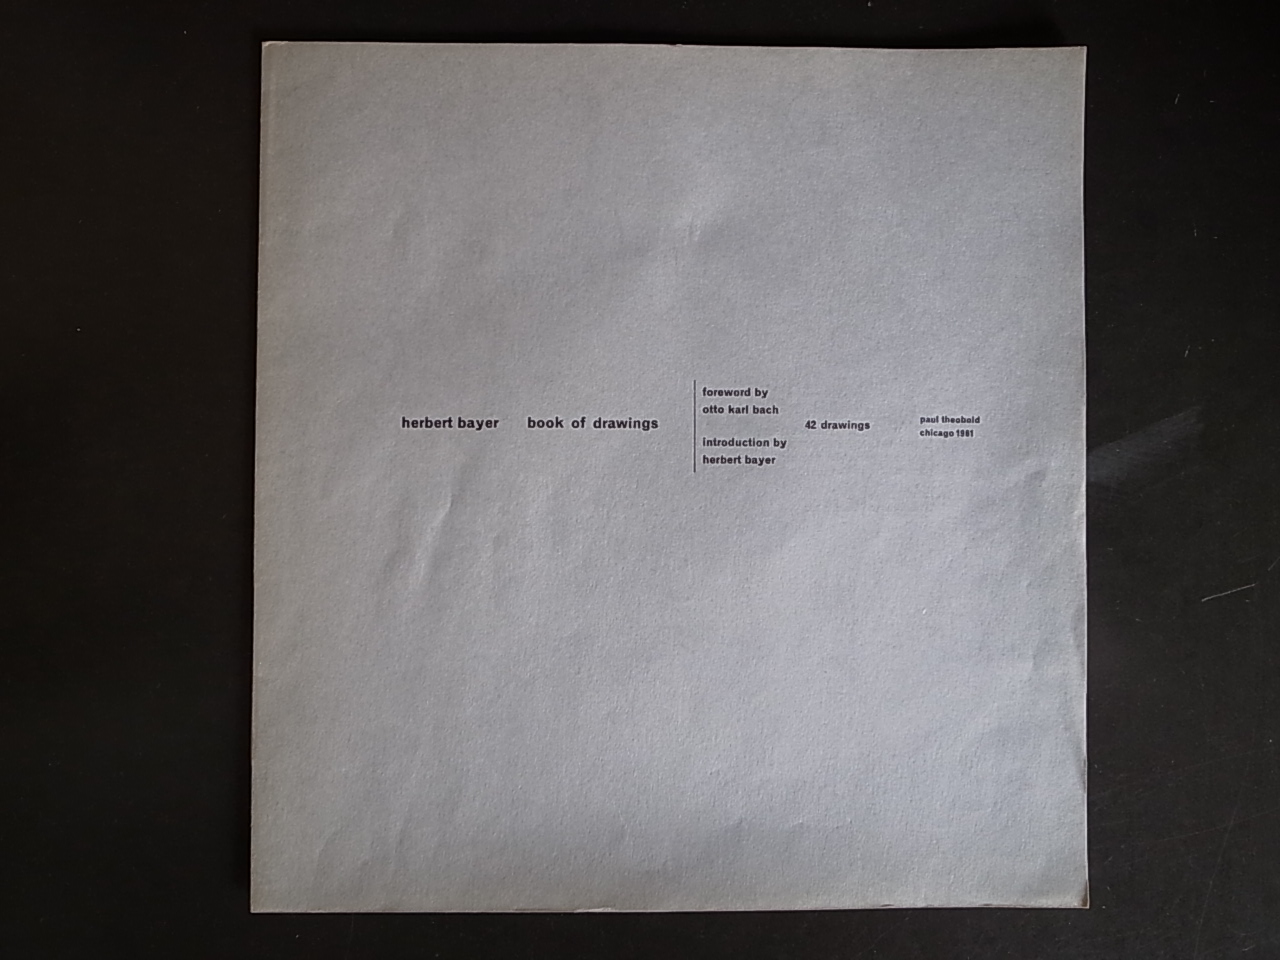 herbert bayer book of drawings
foreword by
otto karl bach
introduction by
herbert bayer
42 drawings
paul theobald
chicago 1961